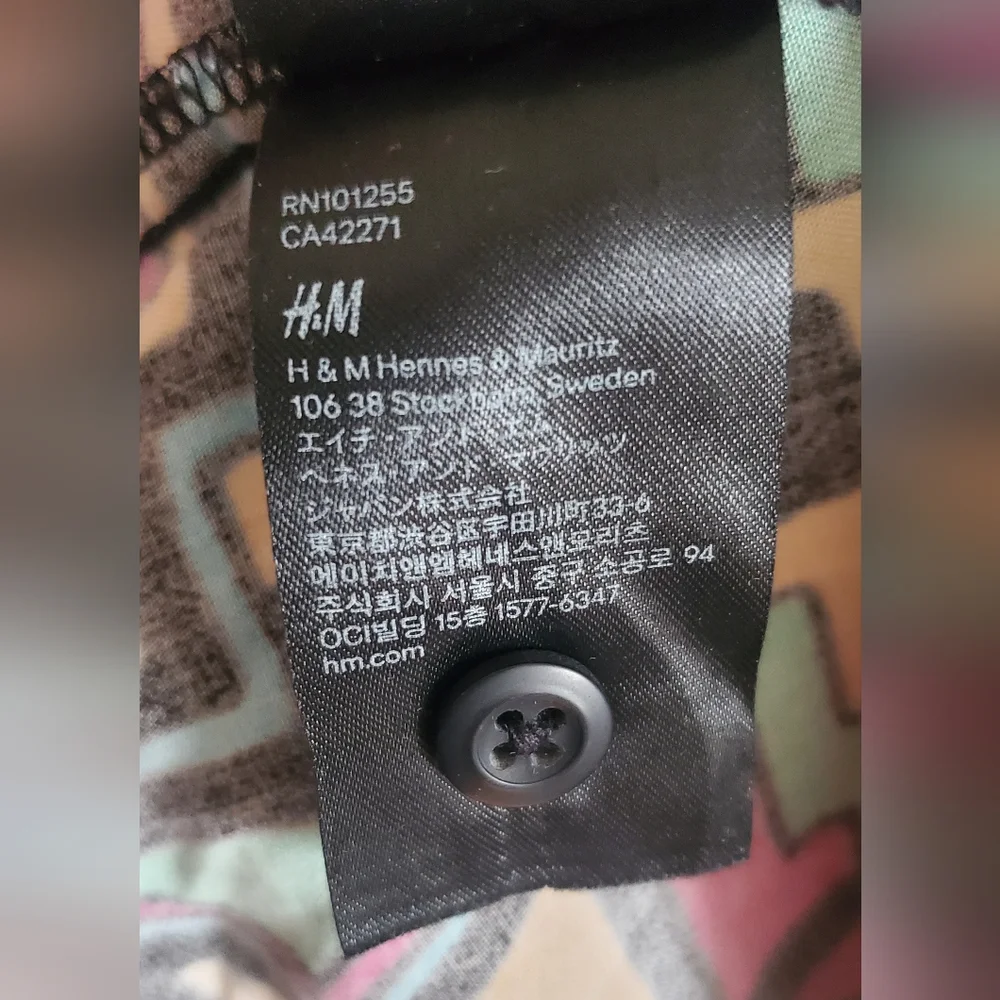 RN101255
CA42271
H&M
H & M Hennes & Mauritz
106 38 Stockholm, Sweden
エイチ・アンド・エム
ヘネス・アンド・マウリッツ
ジャパン株式会社
東京都渋谷区宇田川町33-6
에이치앤엠헤네스앤모리츠
주식회사 서울시 중구 소공로 94
OCI빌딩 15층 1577-6347
hm.com